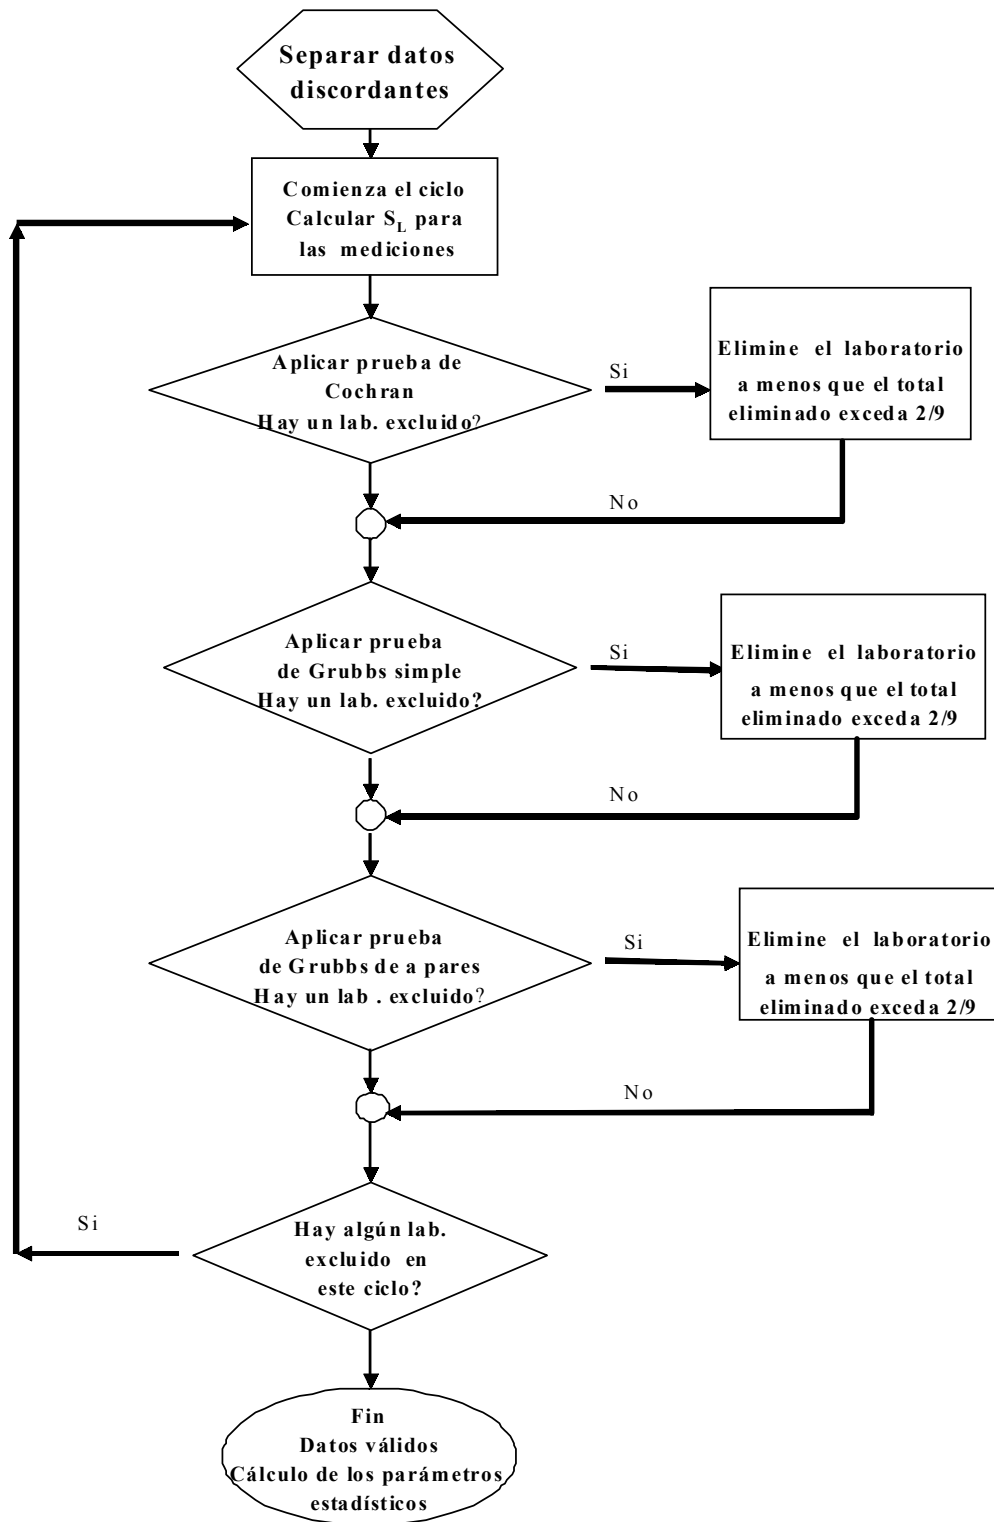 Separar datos
discordantes
Comienza el ciclo
Calcular S_L para
las mediciones
Aplicar prueba de
Cochran
Hay un lab. excluido?
Si
Elimine el laboratorio
a menos que el total
eliminado exceda 2/9
No
Aplicar prueba
de Grubbs simple
Hay un lab. excluido?
Si
Elimine el laboratorio
a menos que el total
eliminado exceda 2/9
No
Aplicar prueba
de Grubbs de a pares
Hay un lab . excluido?
Si
Elimine el laboratorio
a menos que el total
eliminado exceda 2/9
No
Hay algún lab.
excluido en
este ciclo?
Si
Fin
Datos válidos
Cálculo de los parámetros
estadísticos